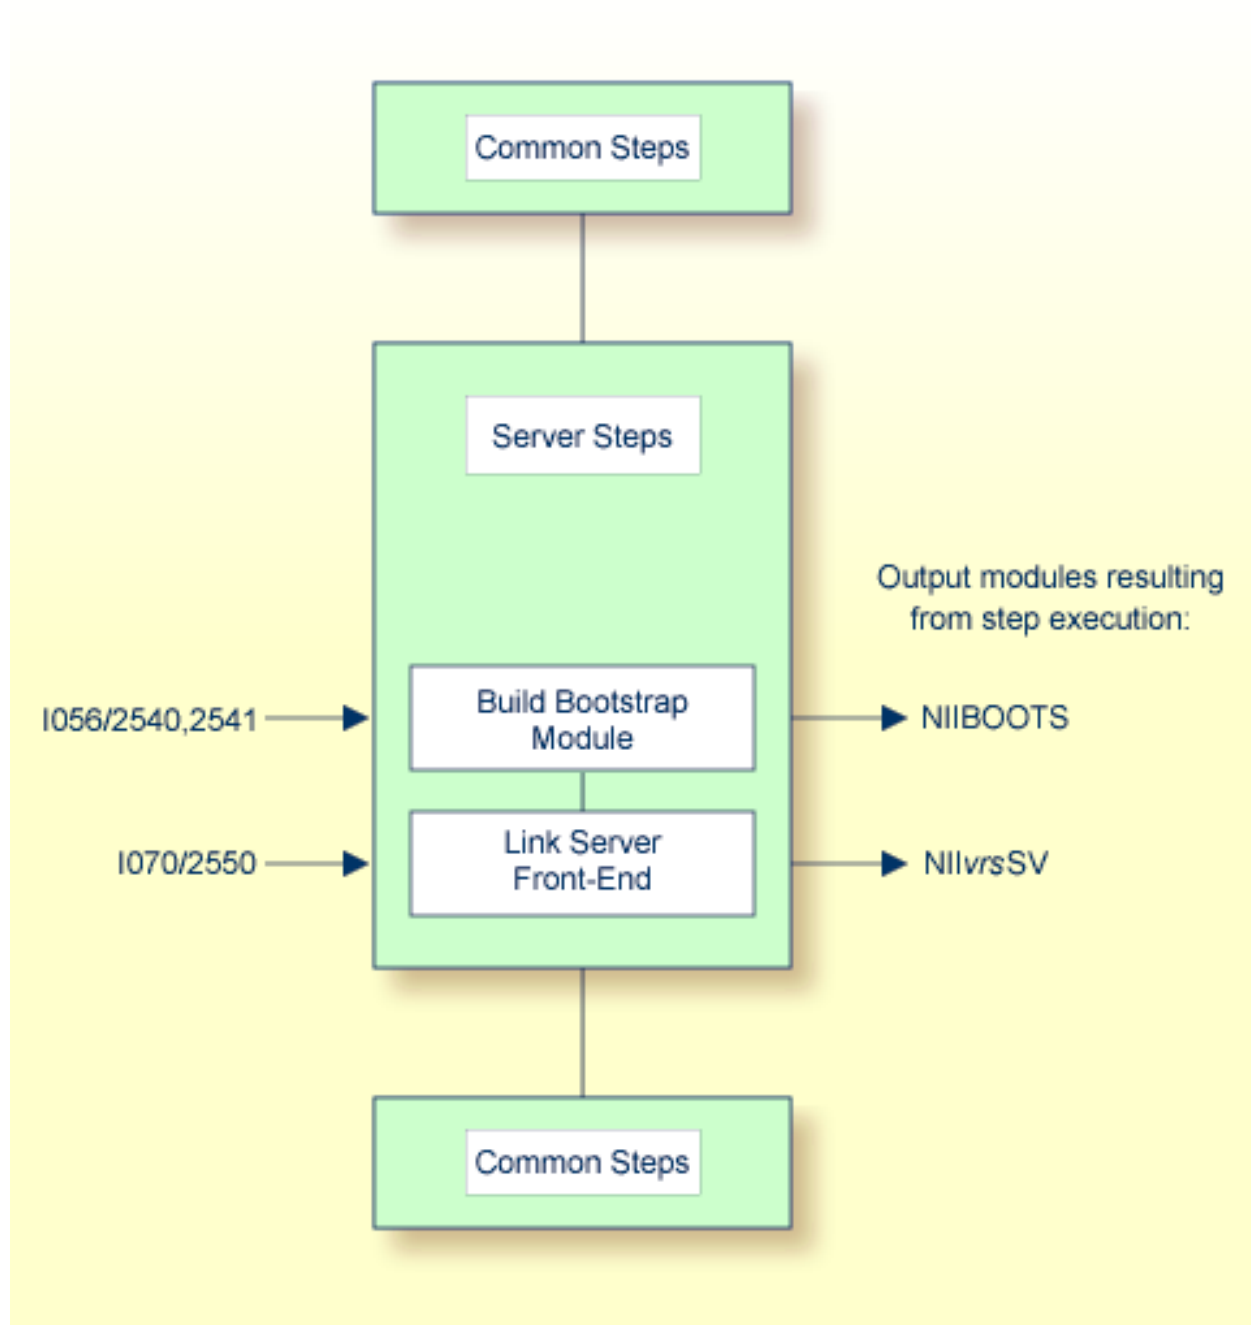 Common Steps
Server Steps
Output modules resulting
from step execution:
I056/2540,2541
Build Bootstrap
Module
NIIBOOTS
I070/2550
Link Server
Front-End
NIIvrsSV
Common Steps